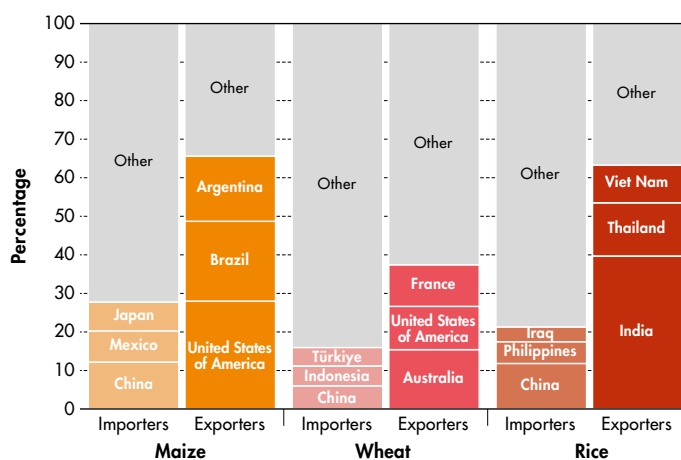 100
90
80
70
60
50
40
30
20
10
0
Percentage
Other
Japan
Mexico
China
Other
Argentina
Brazil
United States
of America
Other
Türkiye
Indonesia
China
Other
France
United States
of America
Australia
Other
Iraq
Philippines
China
Other
Viet Nam
Thailand
India
Importers Exporters Importers Exporters Importers Exporters
Maize Wheat Rice